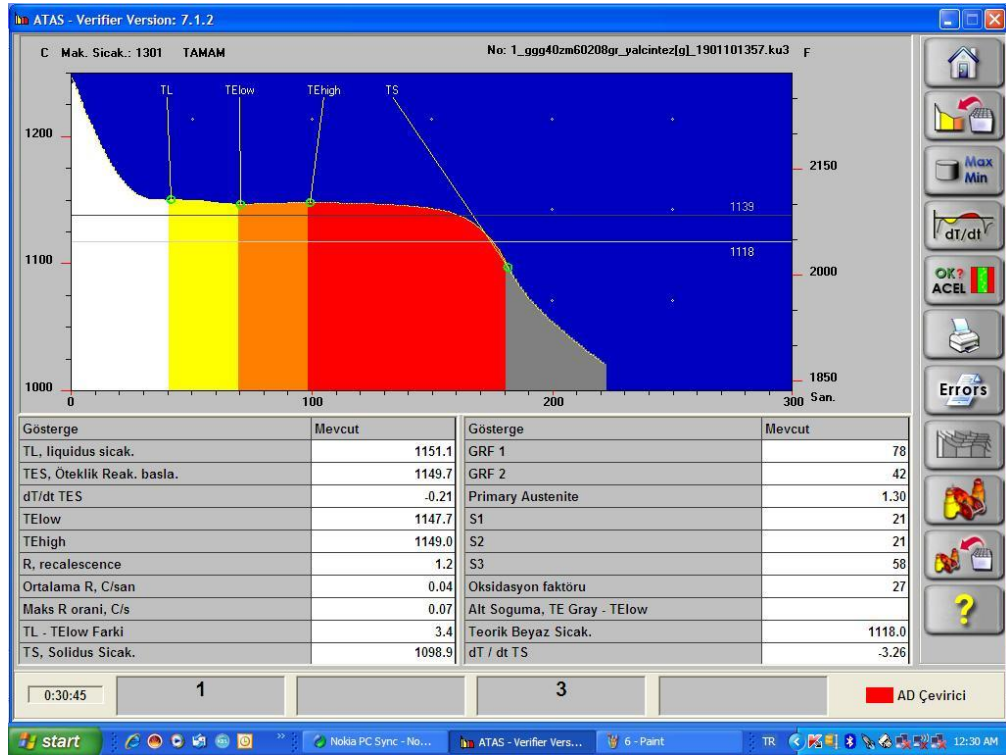 ATAS - Verifier Version: 7.1.2
C Mak. Sicak.: 1301 TAMAM No: 1_ggg40zm60208gr_yalcintez[g]_1901101357.ku3 F
TL TElow TEhigh TS
1200
2150
1139
1118
1100
2000
1000
1850
0 100 200 300 San.
Max
Min
dT/dt
OK?
ACEL
Errors
?
Gösterge Mevcut Gösterge Mevcut
TL, liquidus sicak. 1151.1 GRF 1 78
TES, Öteklik Reak. basla. 1149.7 GRF 2 42
dT/dt TES -0.21 Primary Austenite 1.30
TElow 1147.7 S1 21
TEhigh 1149.0 S2 21
R, recalescence 1.2 S3 58
Ortalama R, C/san 0.04 Oksidasyon faktöru 27
Maks R orani, C/s 0.07 Alt Soguma, TE Gray - TElow
TL - TElow Farki 3.4 Teorik Beyaz Sicak. 1118.0
TS, Solidus Sicak. 1098.9 dT / dt TS -3.26
0:30:45 1 3 AD Çevirici
start Nokia PC Sync - No... ATAS - Verifier Vers... 6 - Paint TR 12:30 AM